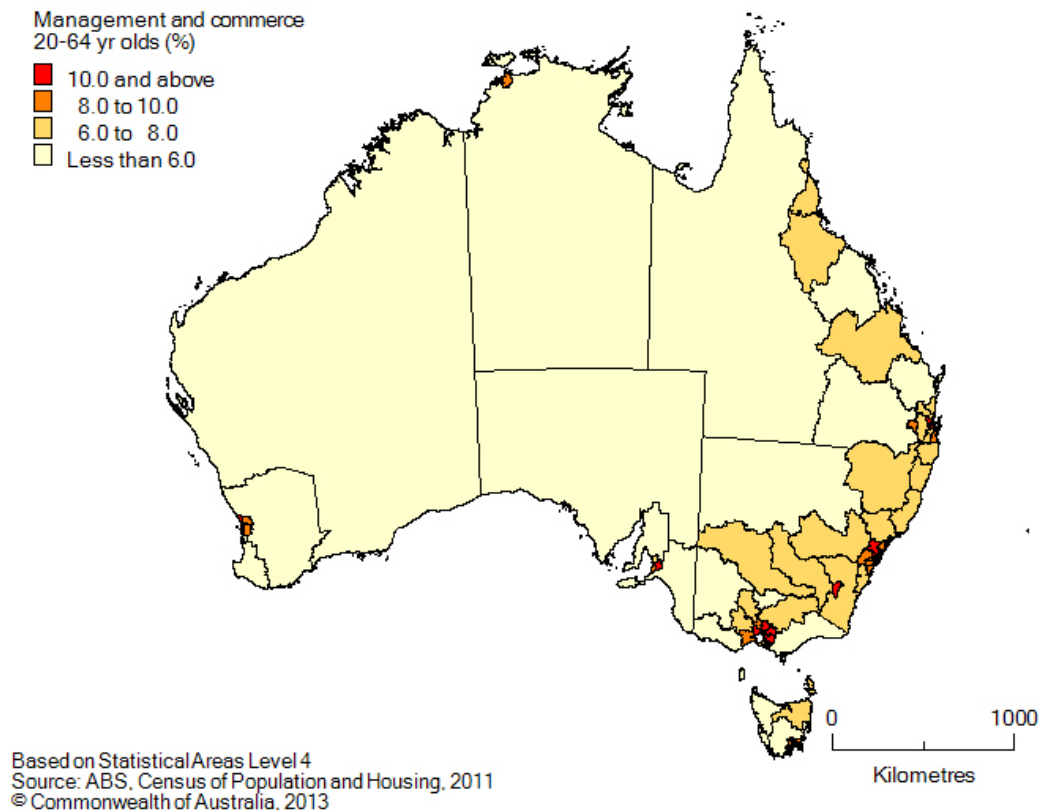 Management and commerce
20-64 yr olds (%)
10.0 and above
8.0 to 10.0
6.0 to 8.0
Less than 6.0
0 1000
Kilometres
Based on Statistical Areas Level 4
Source: ABS, Census of Population and Housing, 2011
© Commonwealth of Australia, 2013